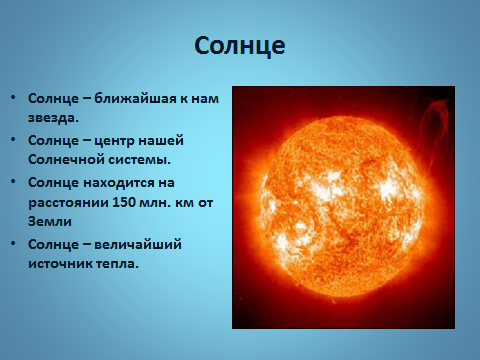 Солнце
• Солнце – ближайшая к нам
звезда.
• Солнце – центр нашей
Солнечной системы.
• Солнце находится на
расстоянии 150 млн. км от
Земли
• Солнце – величайший
источник тепла.